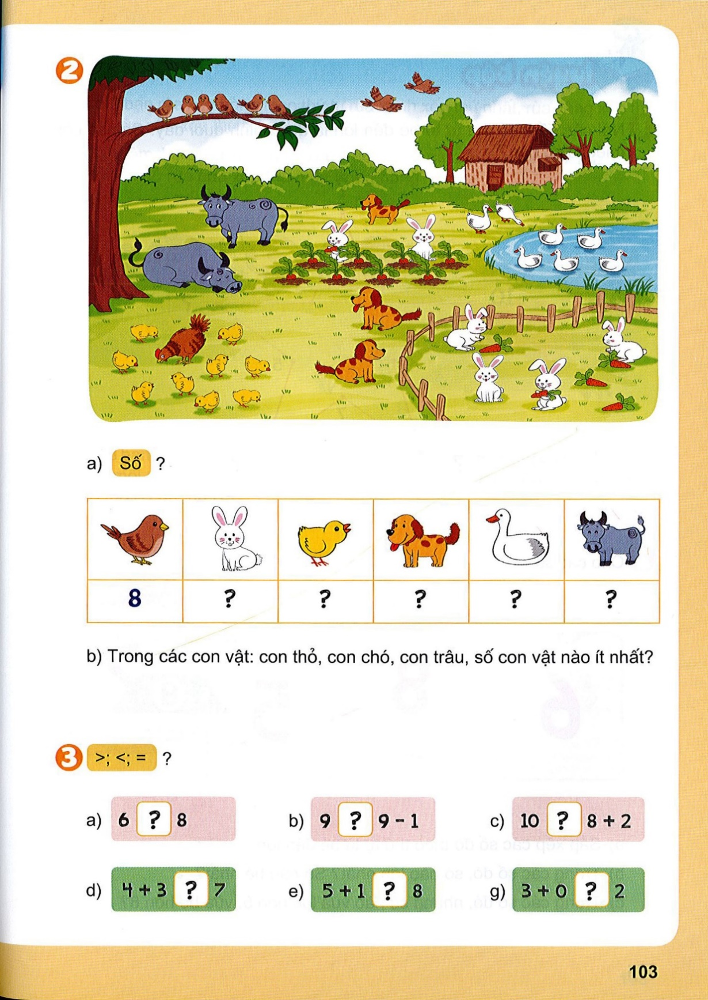 2
a) Số ?
8 ? ? ? ? ?
b) Trong các con vật: con thỏ, con chó, con trâu, số con vật nào ít nhất?
3 >; <; = ?
a) 6 ? 8 b) 9 ? 9 - 1 c) 10 ? 8 + 2
d) 4 + 3 ? 7 e) 5 + 1 ? 8 g) 3 + 0 ? 2
103